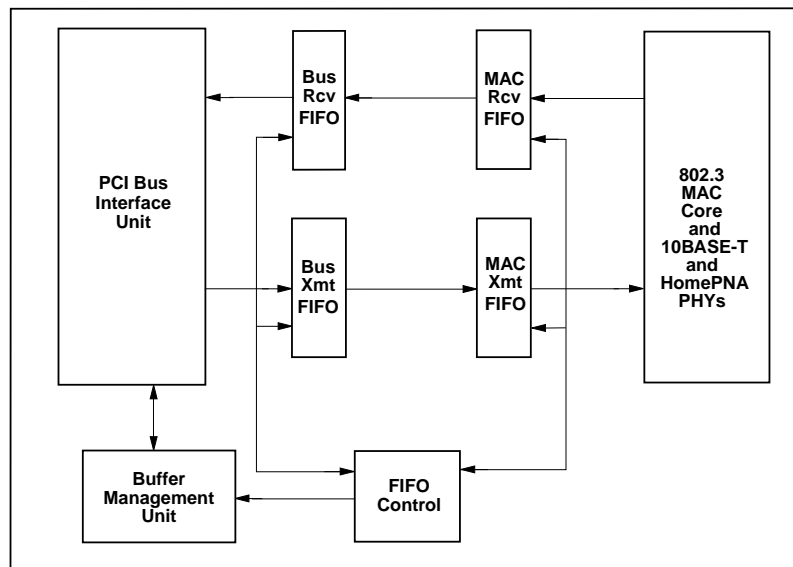 Bus
Rcv
FIFO
MAC
Rcv
FIFO
PCI Bus
Interface
Unit
802.3
MAC
Core
and
10BASE-T
and
HomePNA
PHYs
Bus
Xmt
FIFO
MAC
Xmt
FIFO
Buffer
Management
Unit
FIFO
Control